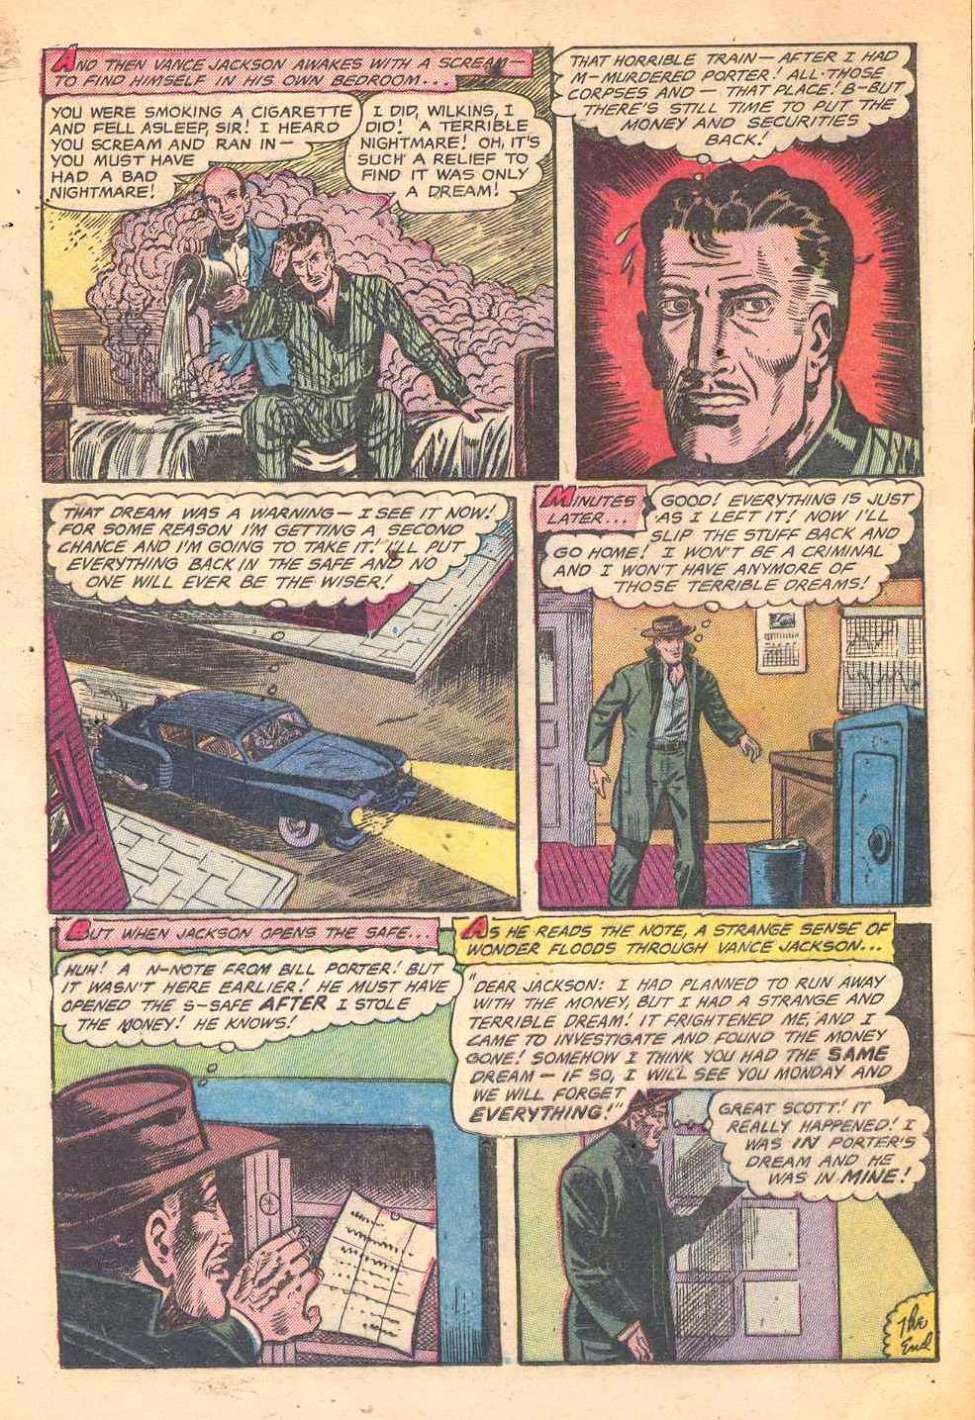 AND THEN VANCE JACKSON AWAKES WITH A SCREAM—
TO FIND HIMSELF IN HIS OWN BEDROOM...
YOU WERE SMOKING A CIGARETTE
AND FELL ASLEEP, SIR! I HEARD
YOU SCREAM AND RAN IN—
YOU MUST HAVE
HAD A BAD
NIGHTMARE!
I DID, WILKINS, I
DID! A TERRIBLE
NIGHTMARE! OH, IT'S
SUCH A RELIEF TO
FIND IT WAS ONLY
A DREAM!
THAT HORRIBLE TRAIN—AFTER I HAD
M-MURDERED PORTER! ALL THOSE
CORPSES AND — THAT PLACE! B-BUT
THERE'S STILL TIME TO PUT THE
MONEY AND SECURITIES
BACK!
THAT DREAM WAS A WARNING— I SEE IT NOW!
FOR SOME REASON I'M GETTING A SECOND
CHANCE AND I'M GOING TO TAKE IT! I'LL PUT
EVERYTHING BACK IN THE SAFE AND NO
ONE WILL EVER BE THE WISER!
MINUTES
LATER...
GOOD! EVERYTHING IS JUST
AS I LEFT IT! NOW I'LL
SLIP THE STUFF BACK AND
GO HOME! I WON'T BE A CRIMINAL
AND I WON'T HAVE ANYMORE OF
THOSE TERRIBLE DREAMS!
BUT WHEN JACKSON OPENS THE SAFE...
HUH! A N-NOTE FROM BILL PORTER! BUT
IT WASN'T HERE EARLIER! HE MUST HAVE
OPENED THE S-SAFE AFTER I STOLE
THE MONEY! HE KNOWS!
AS HE READS THE NOTE, A STRANGE SENSE OF
WONDER FLOODS THROUGH VANCE JACKSON...
"DEAR JACKSON: I HAD PLANNED TO RUN AWAY
WITH THE MONEY, BUT I HAD A STRANGE AND
TERRIBLE DREAM! IT FRIGHTENED ME, AND I
CAME TO INVESTIGATE AND FOUND THE MONEY
GONE! SOMEHOW I THINK YOU HAD THE SAME
DREAM — IF SO, I WILL SEE YOU MONDAY AND
WE WILL FORGET
EVERYTHING!"
GREAT SCOTT! IT
REALLY HAPPENED! I
WAS IN PORTER'S
DREAM AND HE
WAS IN MINE!
The
End